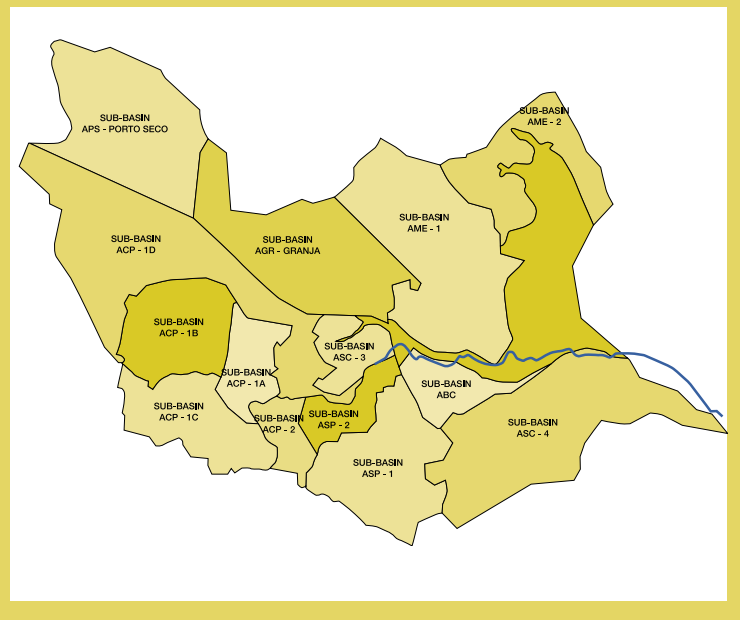 SUB-BASIN
APS - PORTO SECO
SUB-BASIN
AME - 2
SUB-BASIN
AME - 1
SUB-BASIN
ACP - 1D
SUB-BASIN
AGR - GRANJA
SUB-BASIN
ACP - 1B
SUB-BASIN
ASC - 3
SUB-BASIN
ACP - 1A
SUB-BASIN
ABC
SUB-BASIN
ACP - 1C
SUB-BASIN
ACP - 2
SUB-BASIN
ASP - 2
SUB-BASIN
ASC - 4
SUB-BASIN
ASP - 1